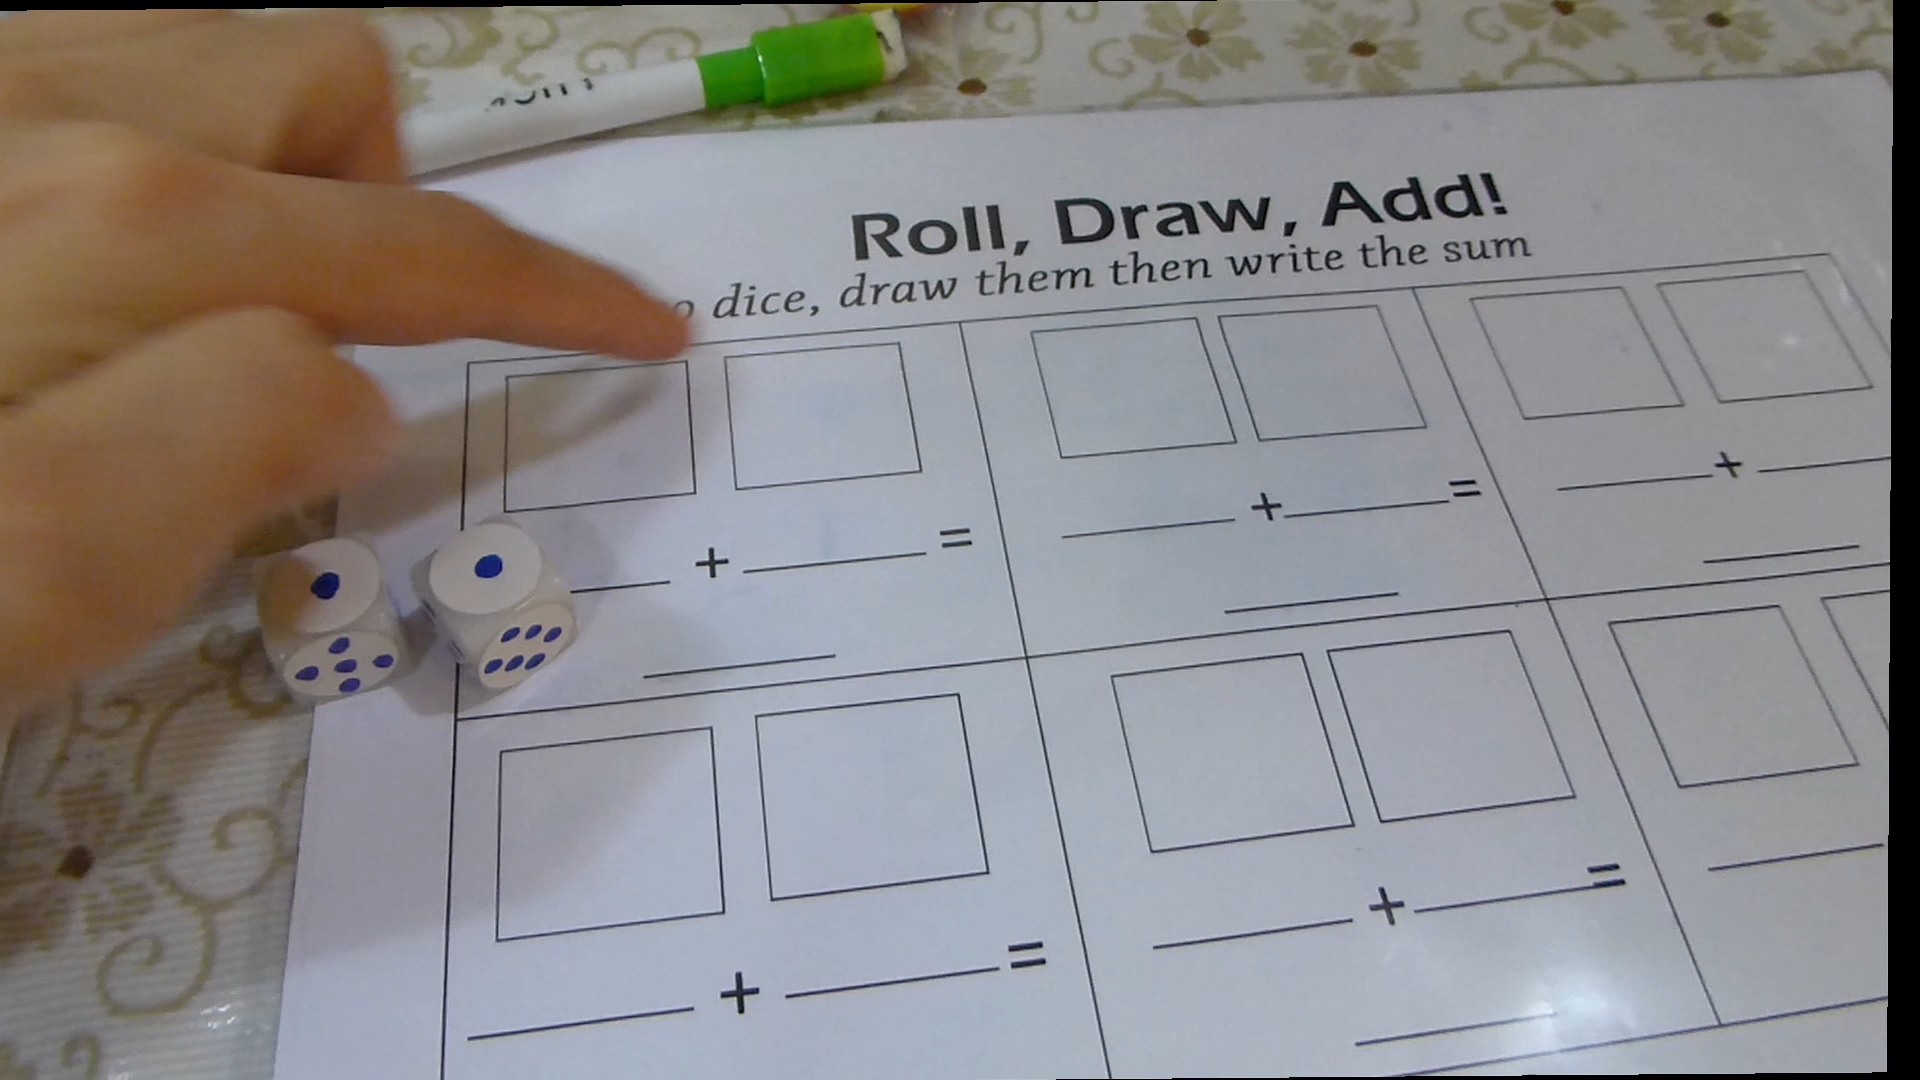 Roll, Draw, Add!
dice, draw them then write the sum
+ =
+ =
+
+ =
+ =